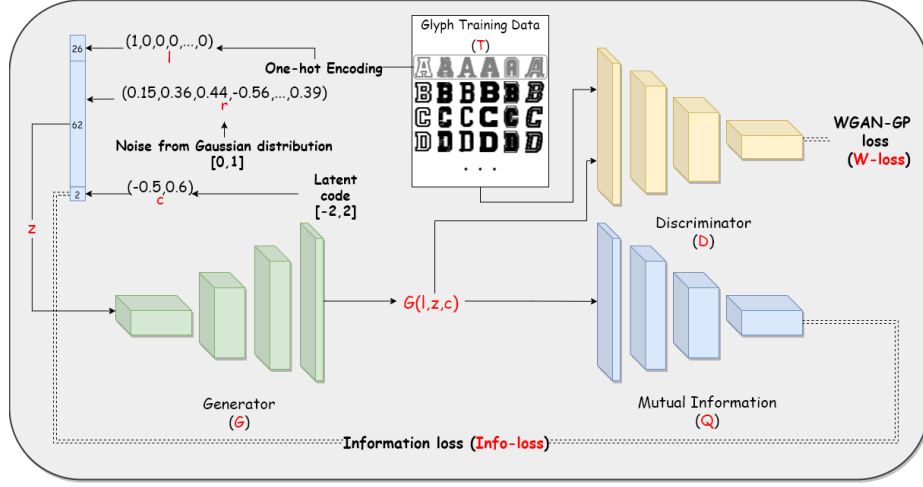 Glyph Training Data
(T)
26
(1,0,0,0,...,0)
l
One-hot Encoding
A A A A A A
B B B B B B
C C C C C C
D D D D D D
. . .
62
(0.15,0.36,0.44,-0.56,...,0.39)
r
Noise from Gaussian distribution
[0,1]
2
(-0.5,0.6)
c
Latent
code
[-2,2]
z
WGAN-GP
loss
(W-loss)
Discriminator
(D)
G(l,z,c)
Generator
(G)
Mutual Information
(Q)
Information loss (Info-loss)